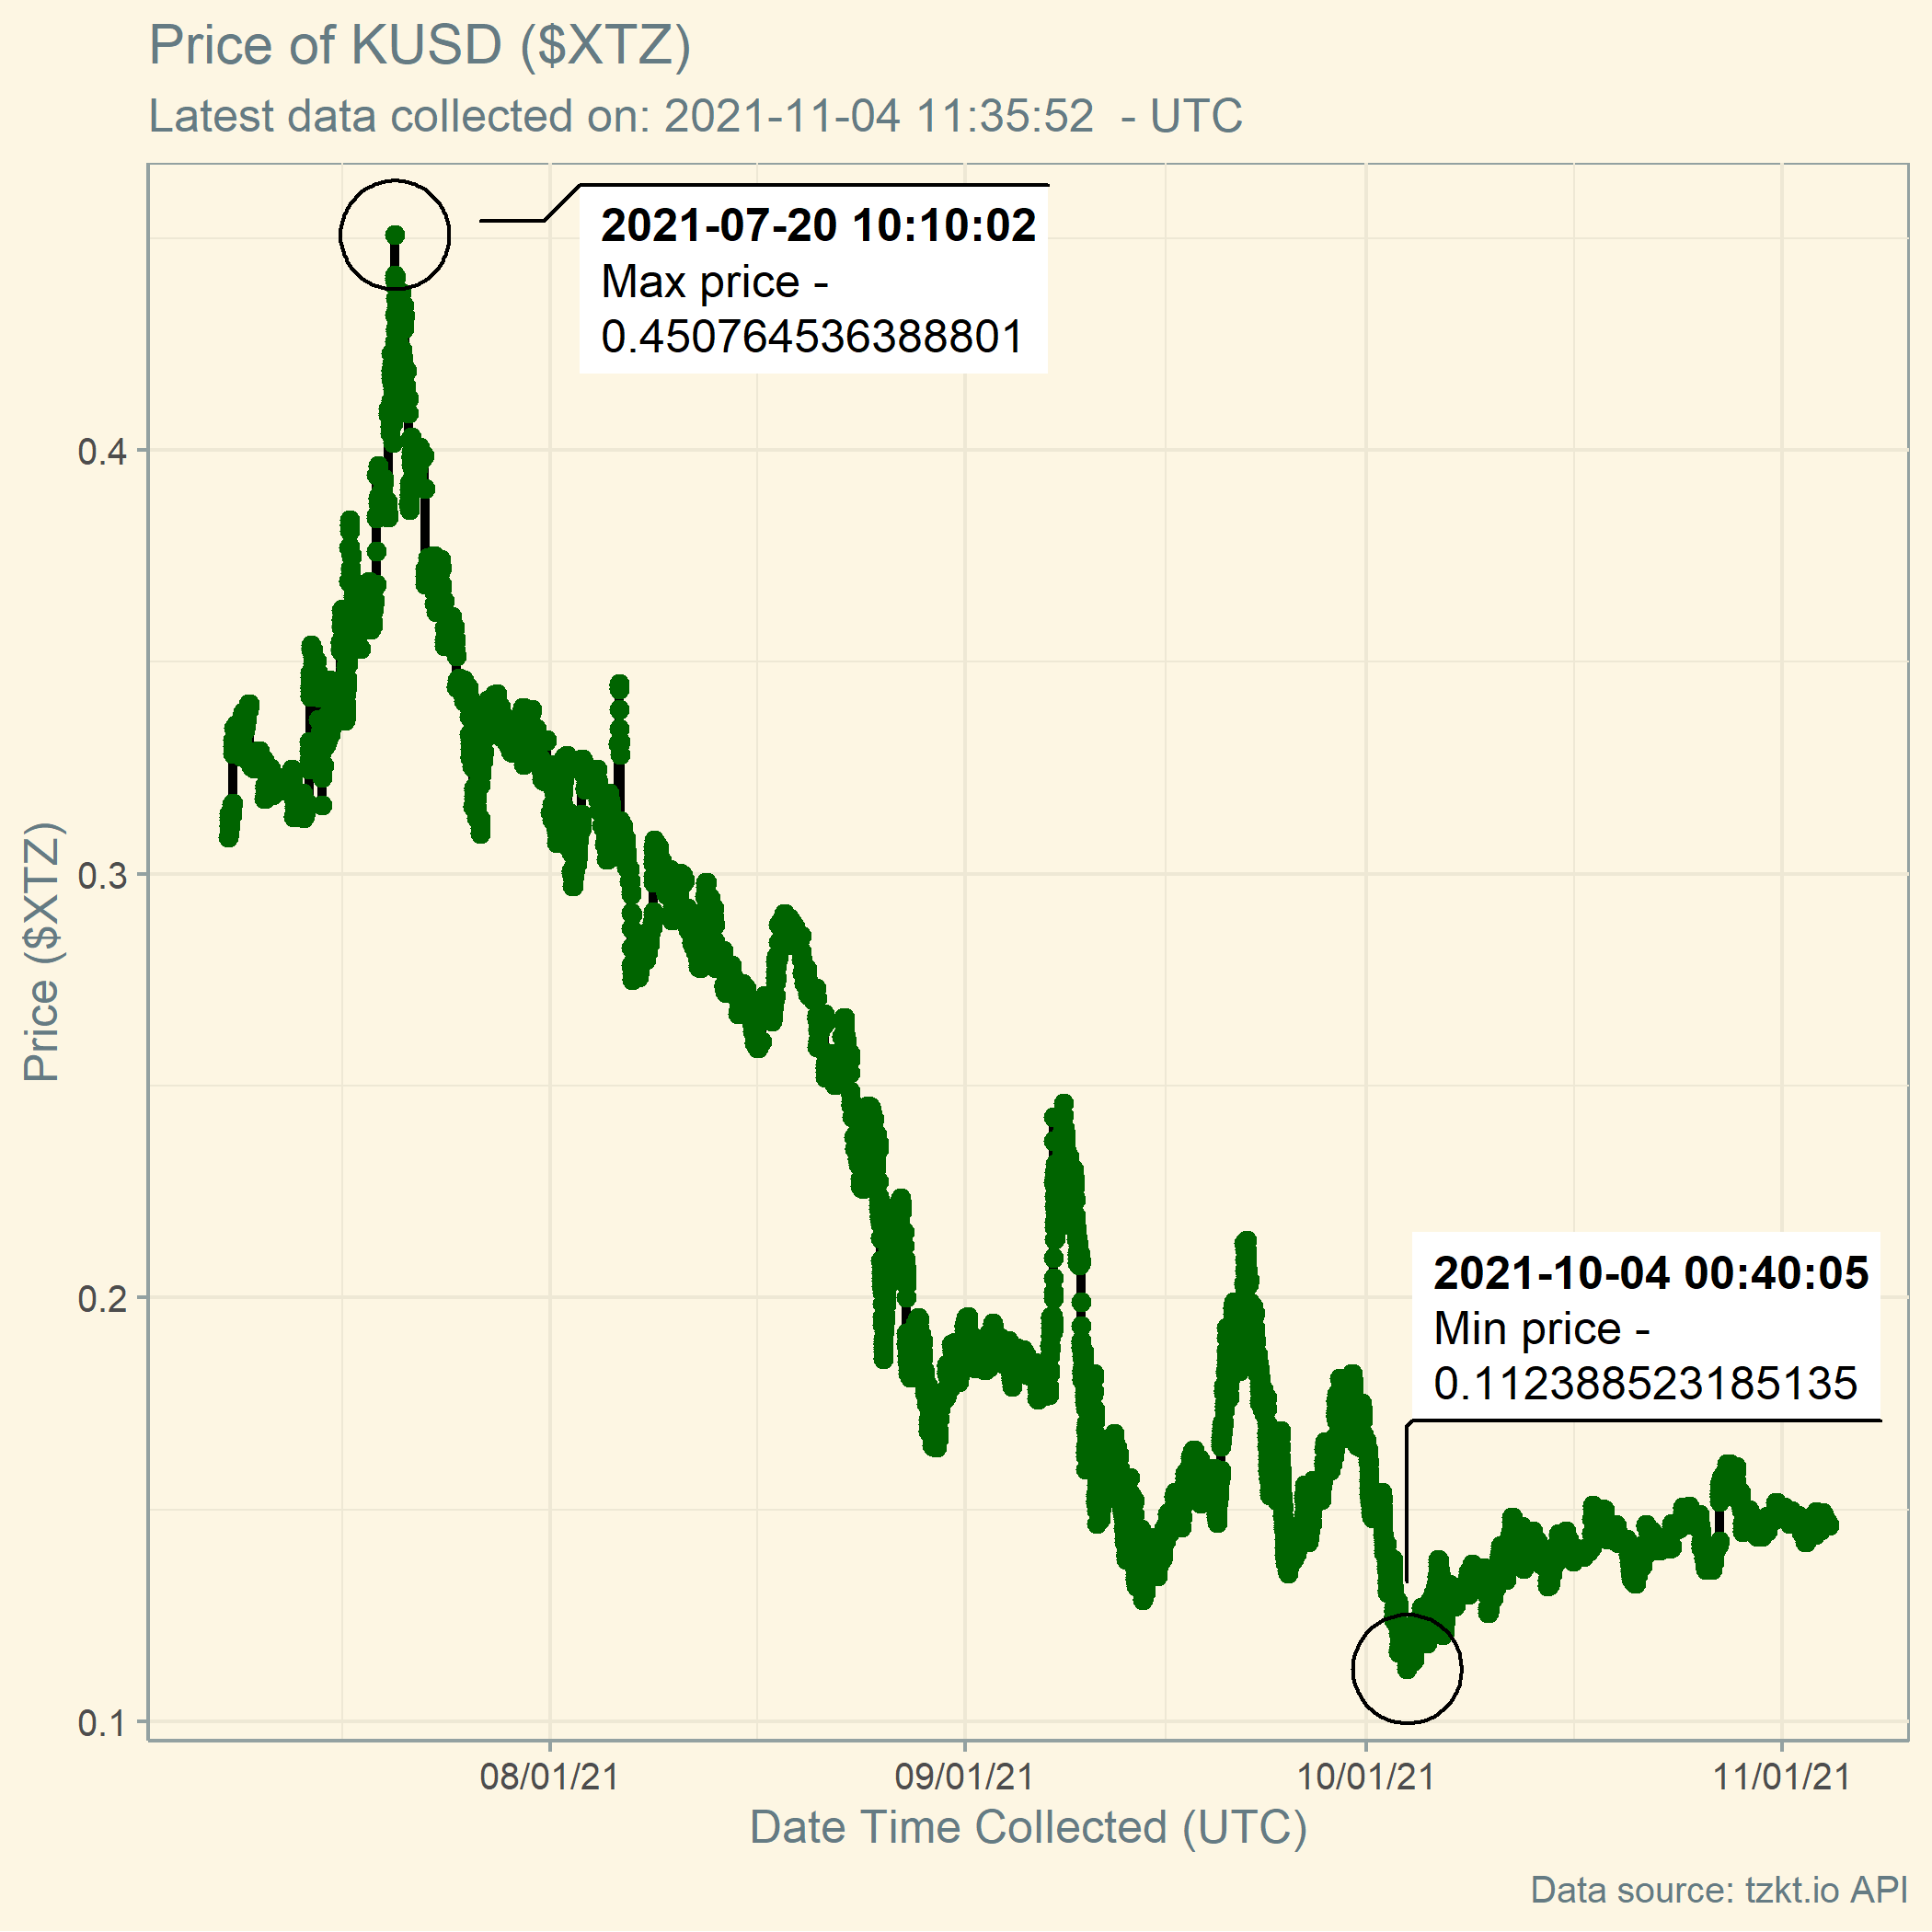 Price of KUSD ($XTZ)
Latest data collected on: 2021-11-04 11:35:52  - UTC
2021-07-20 10:10:02
Max price -
0.450764536388801
0.4
0.3
0.2
0.1
Price ($XTZ)
2021-10-04 00:40:05
Min price -
0.112388523185135
08/01/21
09/01/21
10/01/21
11/01/21
Date Time Collected (UTC)
Data source: tzkt.io API